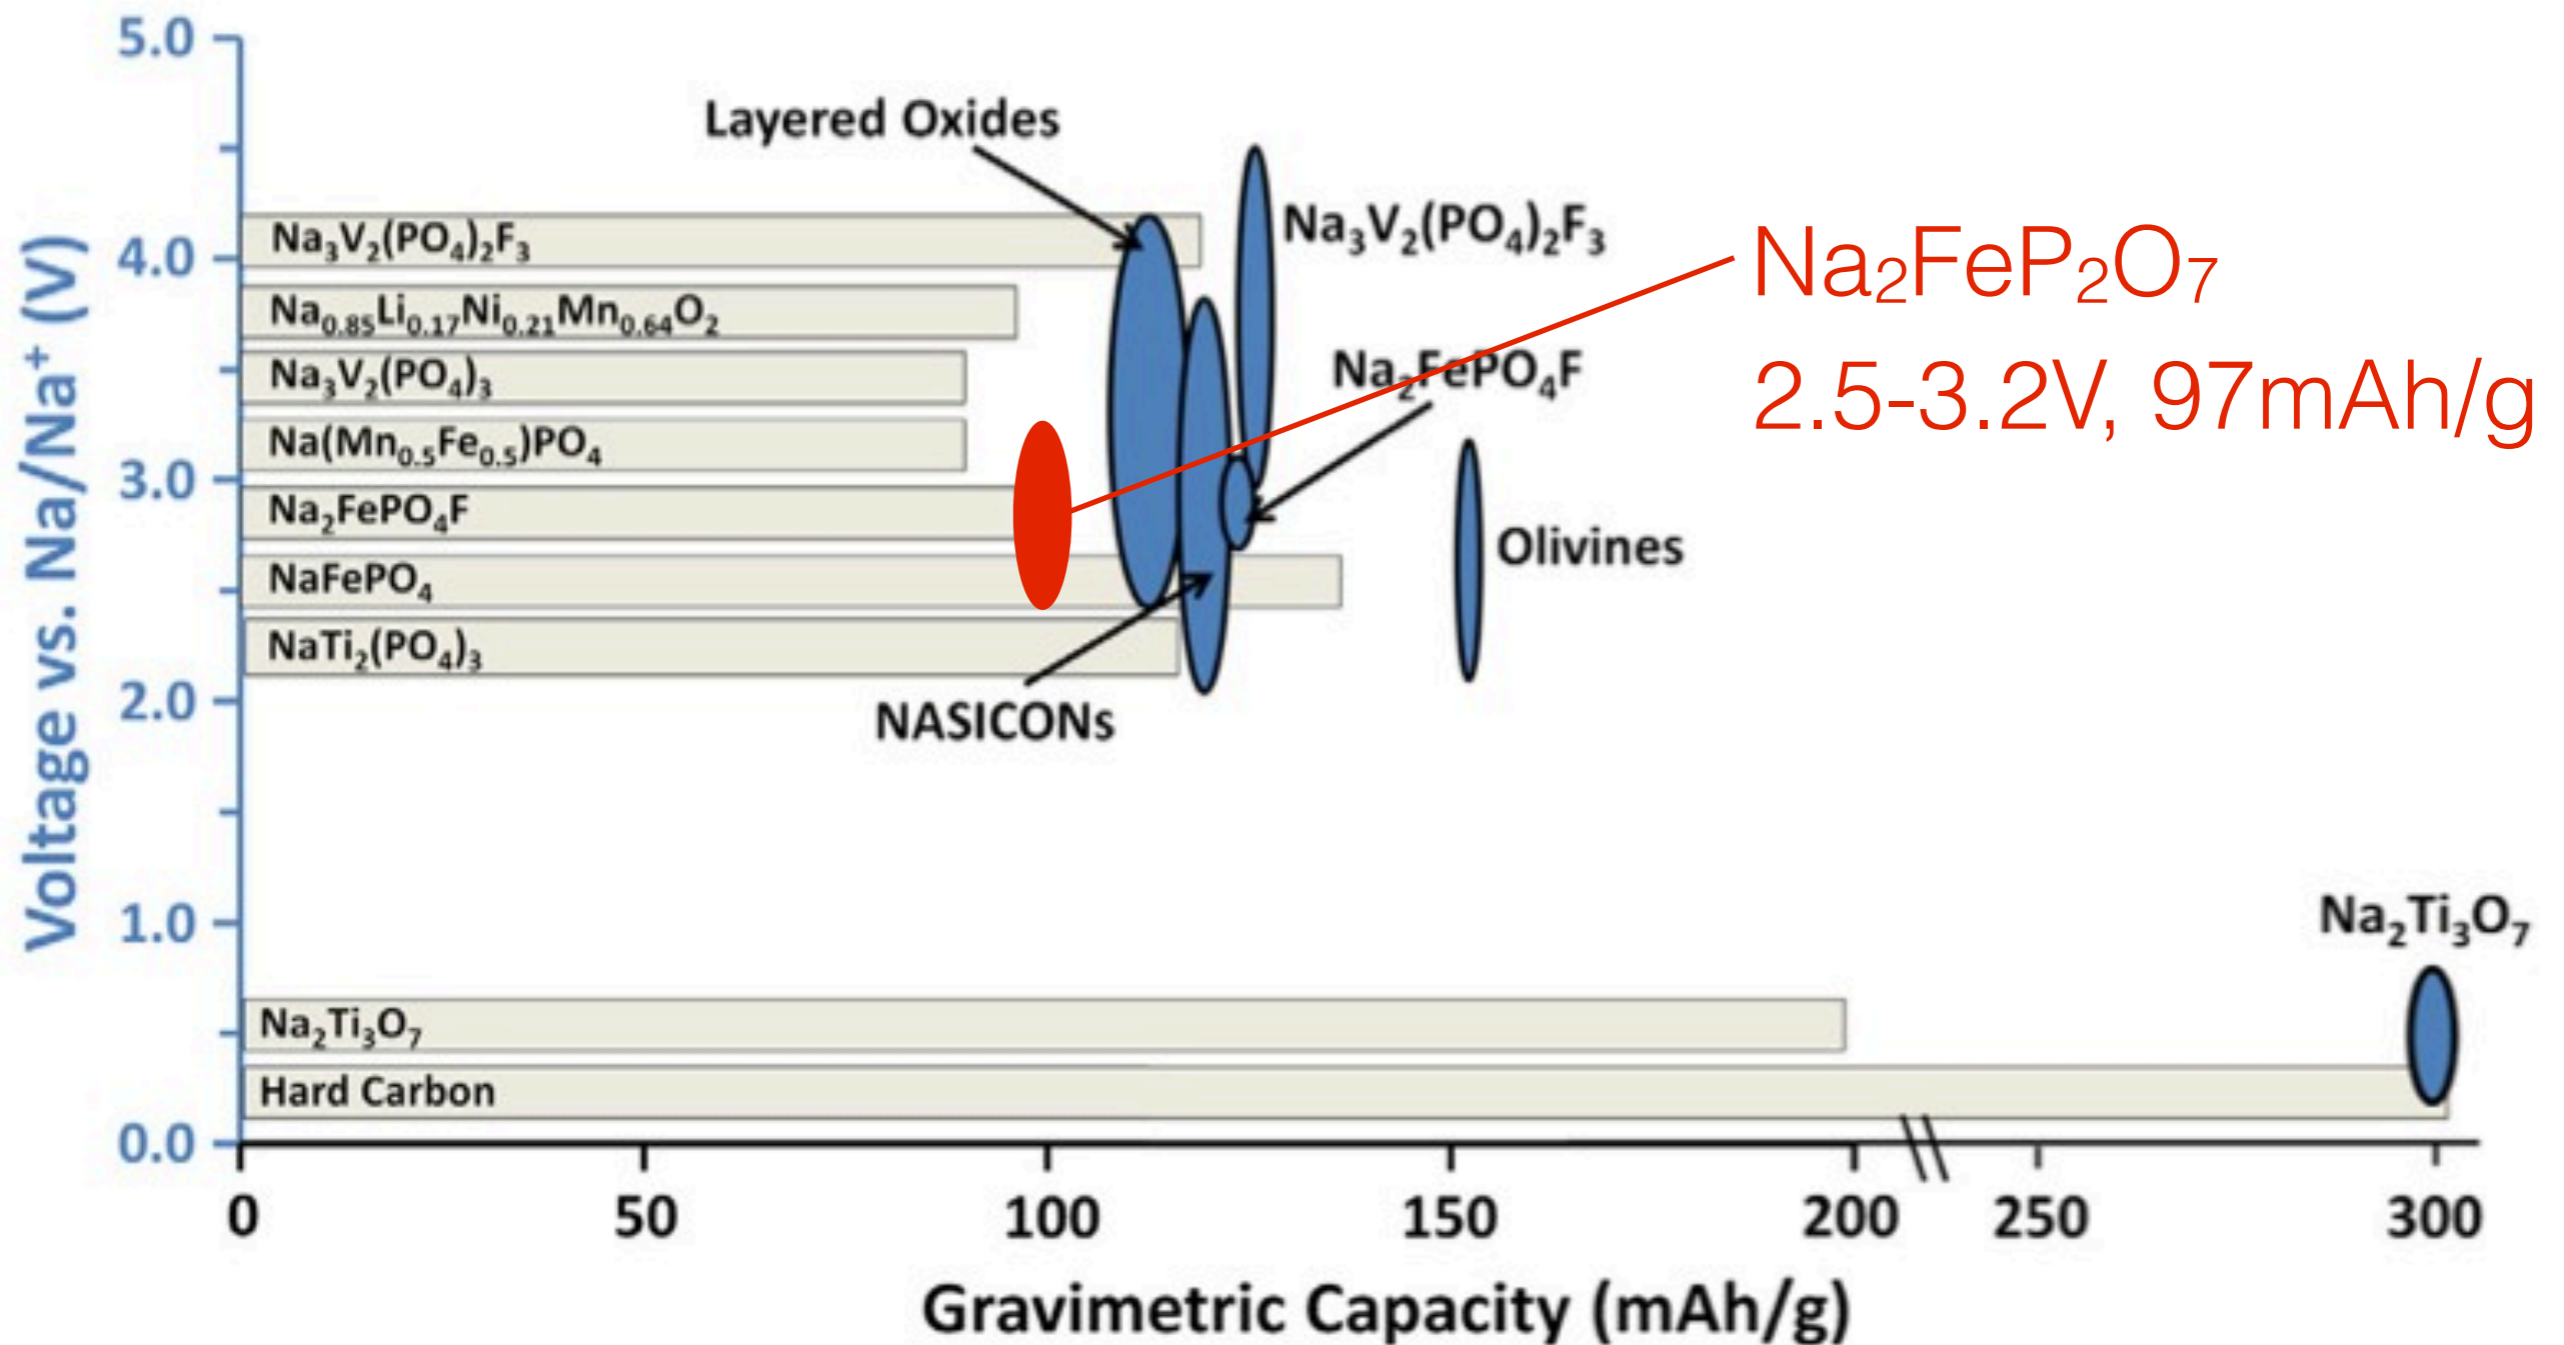 Voltage vs. Na/Na⁺ (V)
5.0
4.0
3.0
2.0
1.0
0.0
Layered Oxides
Na₃V₂(PO₄)₂F₃
Na₀.₈₅Li₀.₁₇Ni₀.₂₁Mn₀.₆₄O₂
Na₃V₂(PO₄)₃
Na(Mn₀.₅Fe₀.₅)PO₄
Na₂FePO₄F
NaFePO₄
NaTi₂(PO₄)₃
NASICONs
Na₃V₂(PO₄)₂F₃
Na₂FePO₄F
Olivines
Na₂FeP₂O₇
2.5-3.2V, 97mAh/g
Na₂Ti₃O₇
Na₂Ti₃O₇
Hard Carbon
0 50 100 150 200 250 300
Gravimetric Capacity (mAh/g)